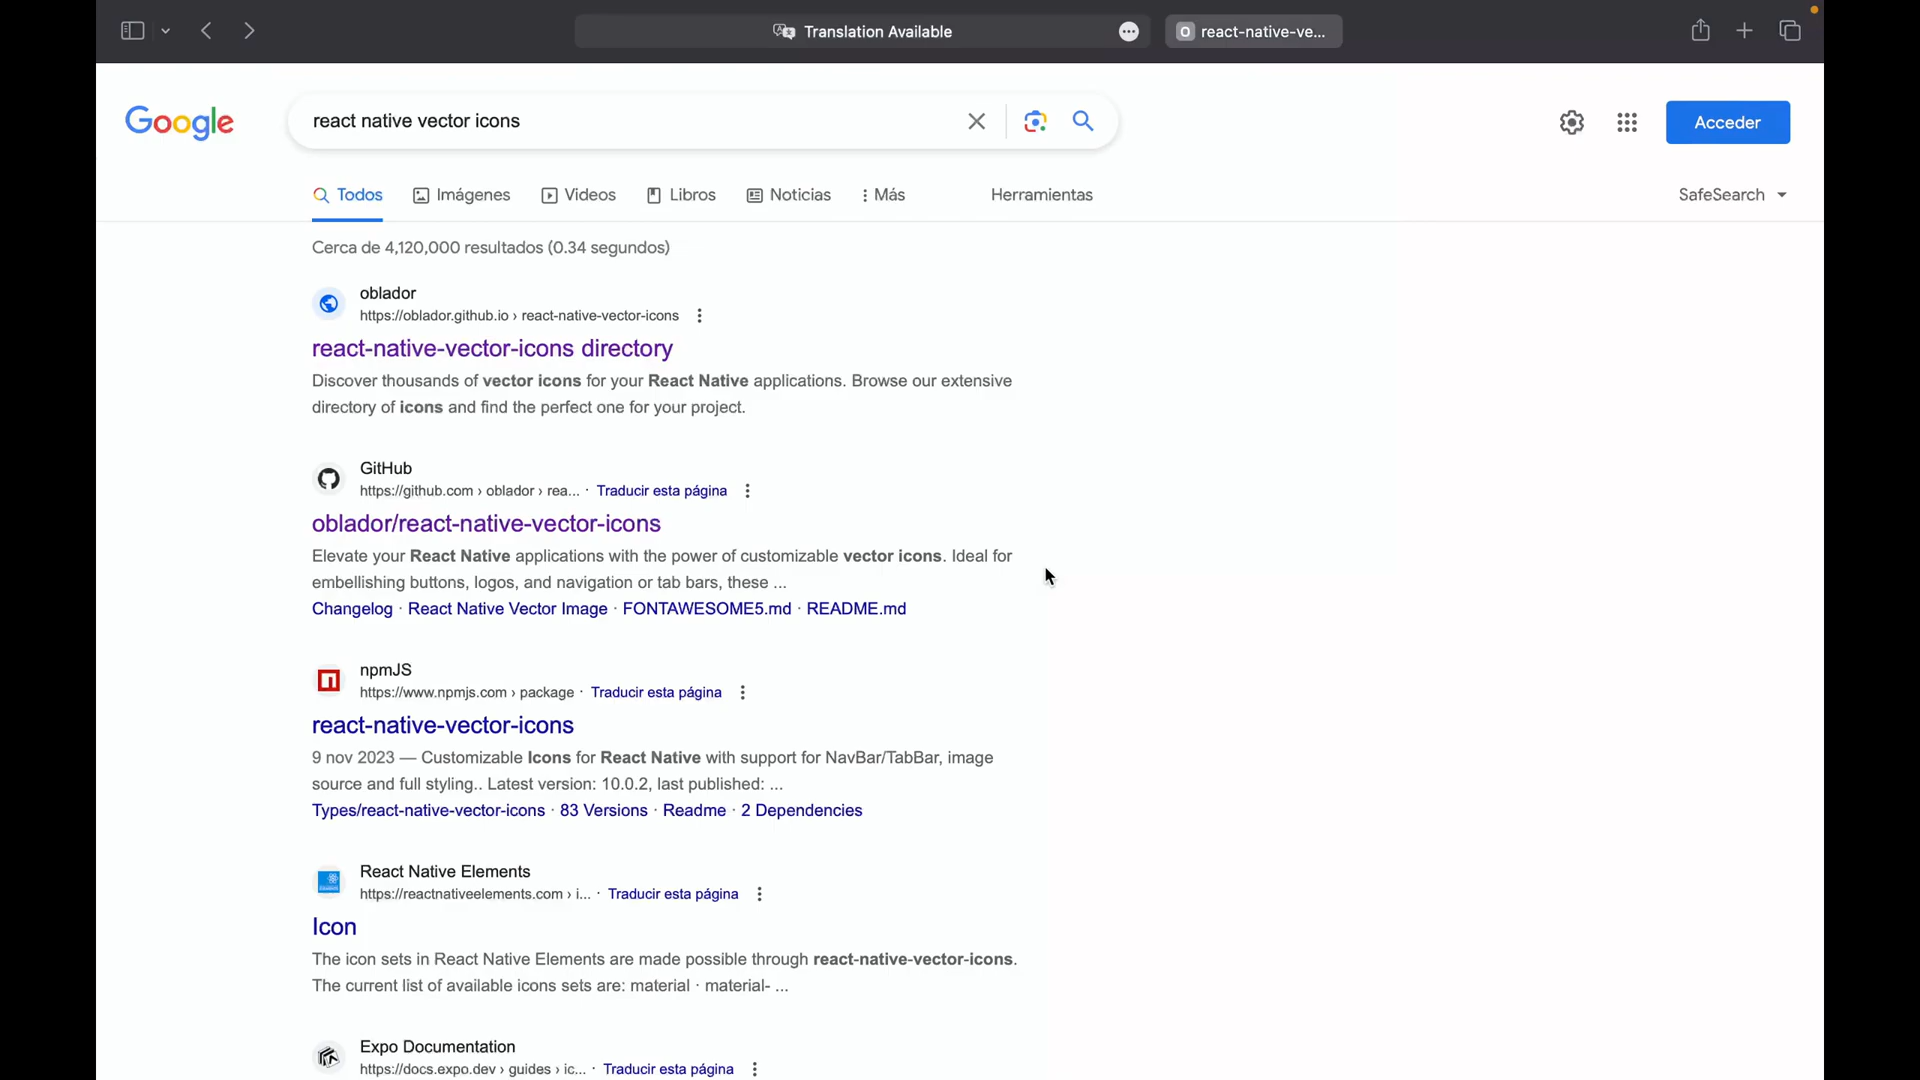 Translation Available
O react-native-ve...
Google
react native vector icons
Acceder
Todos
Imágenes
Videos
Libros
Noticias
Más
Herramientas
SafeSearch
Cerca de 4,120,000 resultados (0.34 segundos)
oblador
https://oblador.github.io › react-native-vector-icons
react-native-vector-icons directory
Discover thousands of vector icons for your React Native applications. Browse our extensive
directory of icons and find the perfect one for your project.
GitHub
https://github.com › oblador › rea... · Traducir esta página
oblador/react-native-vector-icons
Elevate your React Native applications with the power of customizable vector icons. Ideal for
embellishing buttons, logos, and navigation or tab bars, these ...
Changelog · React Native Vector Image · FONTAWESOME5.md · README.md
npmJS
https://www.npmjs.com › package · Traducir esta página
react-native-vector-icons
9 nov 2023 — Customizable Icons for React Native with support for NavBar/TabBar, image
source and full styling.. Latest version: 10.0.2, last published: ...
Types/react-native-vector-icons · 83 Versions · Readme · 2 Dependencies
React Native Elements
https://reactnativeelements.com › i... · Traducir esta página
Icon
The icon sets in React Native Elements are made possible through react-native-vector-icons.
The current list of available icons sets are: material · material- ...
Expo Documentation
https://docs.expo.dev › guides › ic... · Traducir esta página